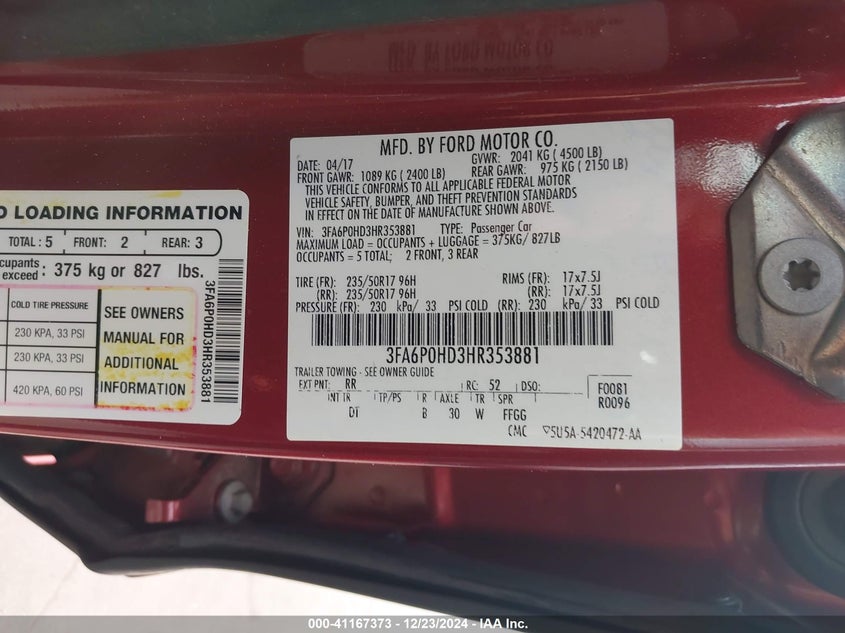 MFD. BY FORD MOTOR CO.
DATE: 04/17 GVWR: 2041 KG ( 4500 LB)
FRONT GAWR: 1089 KG ( 2400 LB) REAR GAWR: 975 KG ( 2150 LB)
THIS VEHICLE CONFORMS TO ALL APPLICABLE FEDERAL MOTOR
VEHICLE SAFETY, BUMPER, AND THEFT PREVENTION STANDARDS
IN EFFECT ON THE DATE OF MANUFACTURE SHOWN ABOVE.
VIN: 3FA6P0HD3HR353881 TYPE: Passenger Car
MAXIMUM LOAD = OCCUPANTS + LUGGAGE = 375KG/ 827LB
OCCUPANTS = 5 TOTAL; 2 FRONT, 3 REAR
TIRE (FR): 235/50R17 96H RIMS (FR): 17x7.5J
(RR): 235/50R17 96H (RR): 17x7.5J
PRESSURE (FR): 230 kPa/ 33 PSI COLD (RR): 230 kPa/ 33 PSI COLD
3FA6P0HD3HR353881
TRAILER TOWING - SEE OWNER GUIDE
EXT PNT: RR RC: 52 DSO:
INT TR TP/PS R AXLE TR SPR
DT B 30 W FFGG
F0081
R0096
CMC 5U5A-5420472-AA
LOADING INFORMATION
TOTAL : 5 FRONT: 2 REAR: 3
exceed : 375 kg or 827 lbs.
COLD TIRE PRESSURE
230 KPA, 33 PSI
230 KPA, 33 PSI
420 KPA, 60 PSI
SEE OWNERS
MANUAL FOR
ADDITIONAL
INFORMATION
3FA6P0HD3HR353881
000-41167373 - 12/23/2024 - IAAI.COM